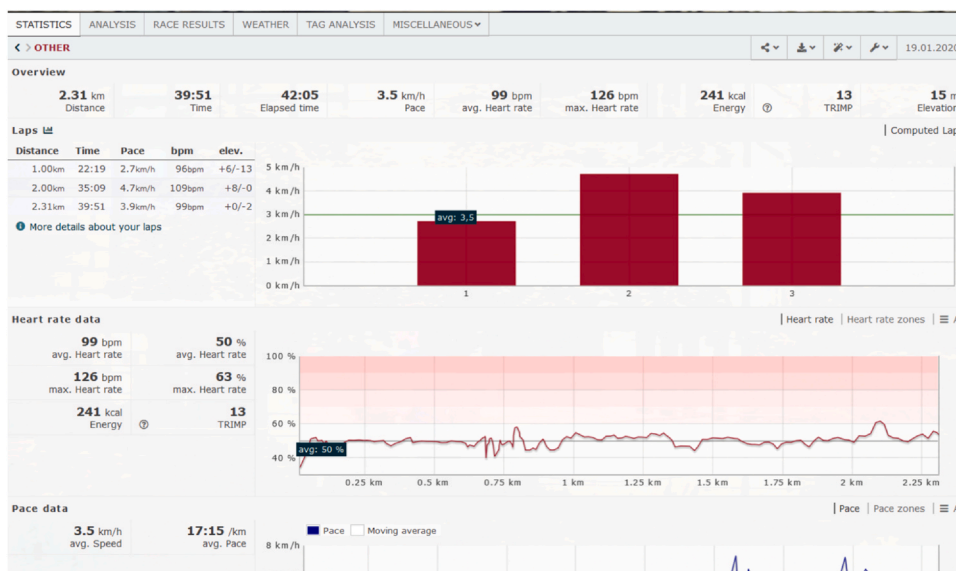 STATISTICS ANALYSIS RACE RESULTS WEATHER TAG ANALYSIS MISCELLANEOUS
OTHER 19.01.2020
Overview
2.31 km 39:51 42:05 3.5 km/h 99 bpm 126 bpm 241 kcal 13 15 m
Distance Time Elapsed time Pace avg. Heart rate max. Heart rate Energy TRIMP Elevation
Laps Computed Lap
Distance Time Pace bpm elev.
1.00km 22:19 2.7km/h 96bpm +6/-13
2.00km 35:09 4.7km/h 109bpm +8/-0
2.31km 39:51 3.9km/h 99bpm +0/-2
More details about your laps
5 km/h
4 km/h
3 km/h
avg: 3,5
2 km/h
1 km/h
0 km/h
1 2 3
Heart rate data Heart rate Heart rate zones
99 bpm 50 %
avg. Heart rate avg. Heart rate
126 bpm 63 %
max. Heart rate max. Heart rate
241 kcal 13
Energy TRIMP
100 %
80 %
60 %
avg: 50 %
40 %
0.25 km 0.5 km 0.75 km 1 km 1.25 km 1.5 km 1.75 km 2 km 2.25 km
Pace data Pace Pace zones
3.5 km/h 17:15 /km
avg. Speed avg. Pace
Pace Moving average
8 km/h